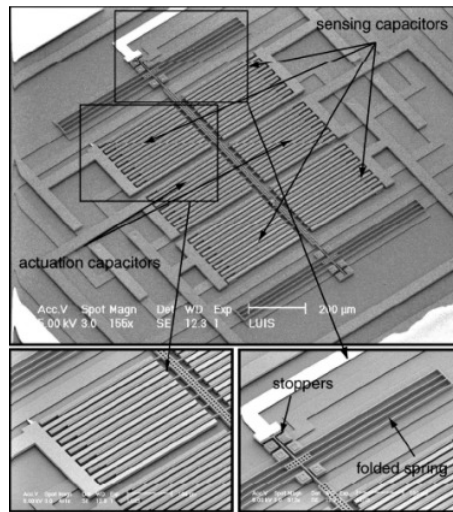 sensing capacitors
actuation capacitors
Acc.V Spot Magn Det WD Exp
5.00 kV 3.0 155x SE 12.3 1 LUIS
200 µm
stoppers
folded spring